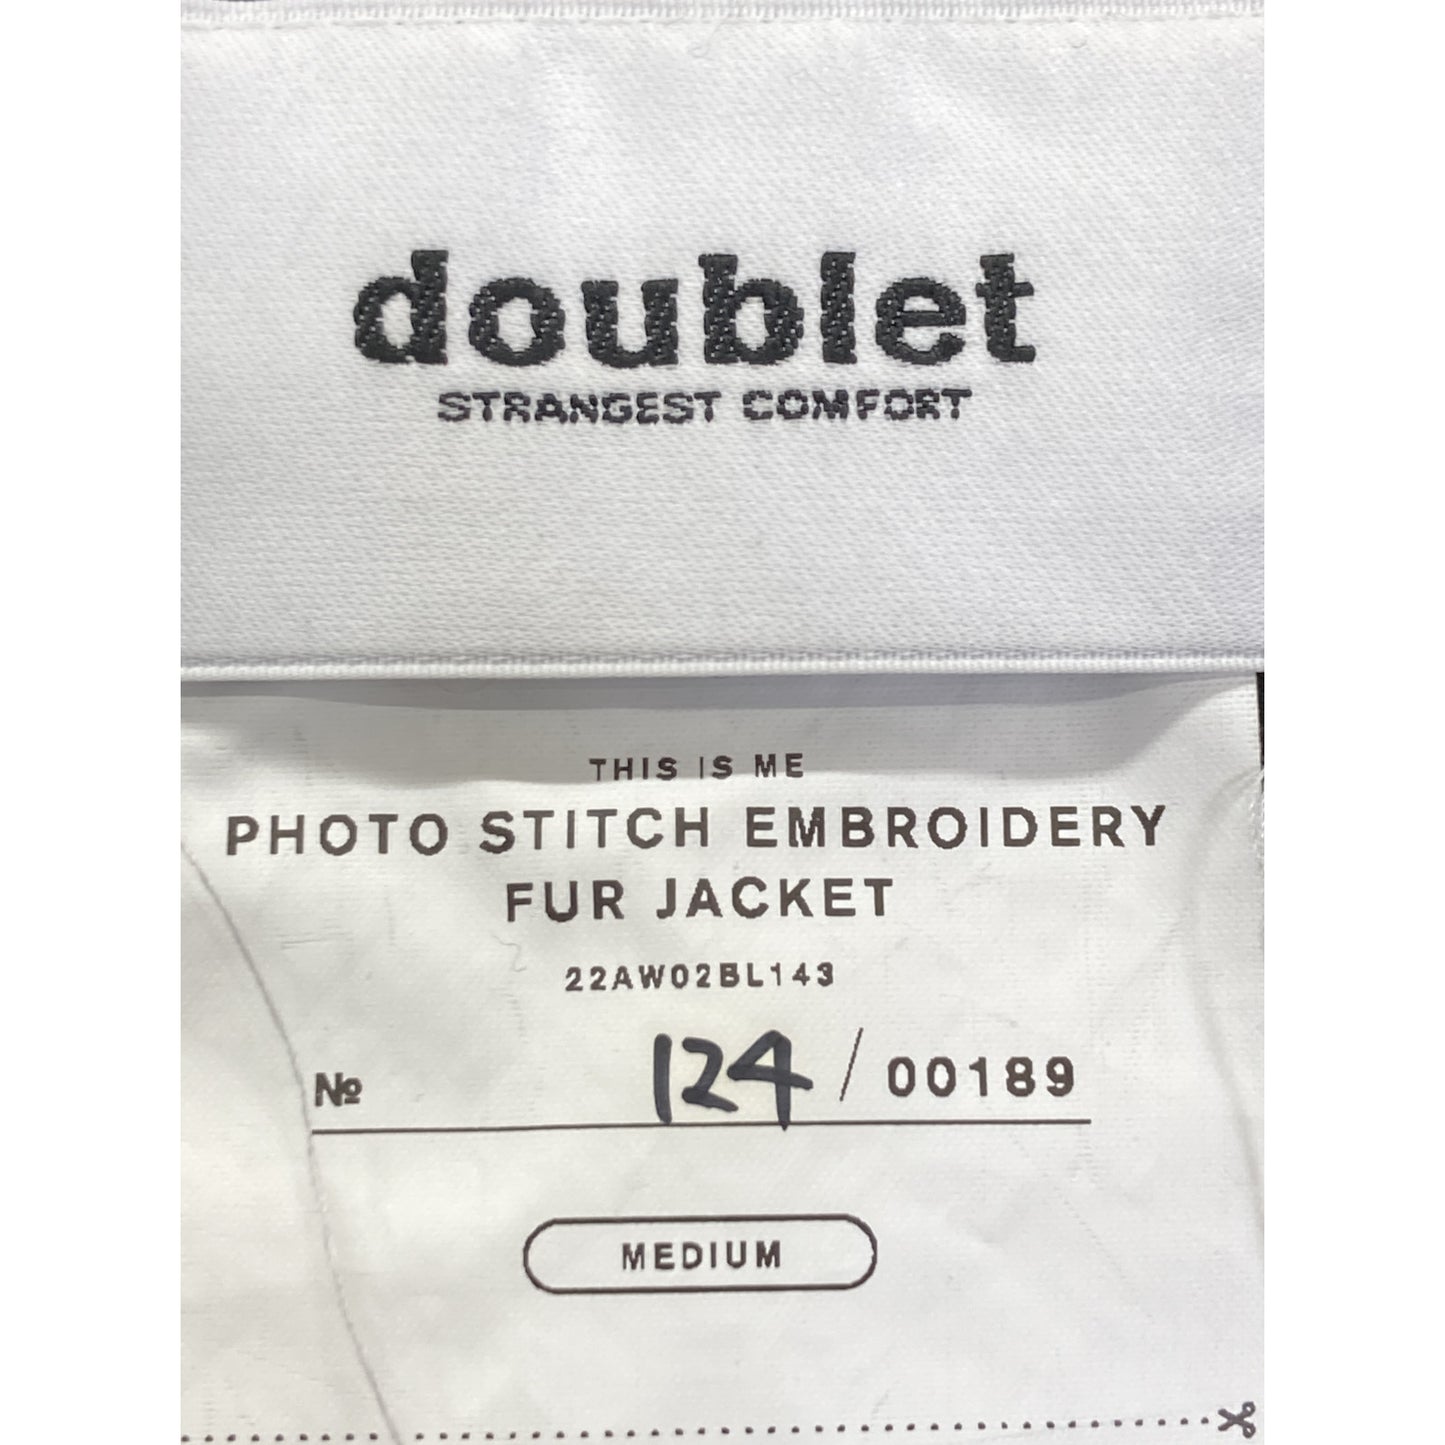 doublet
STRANGEST COMFORT
THIS IS ME
PHOTO STITCH EMBROIDERY
FUR JACKET
22AW02BL143
№ 124 / 00189
MEDIUM